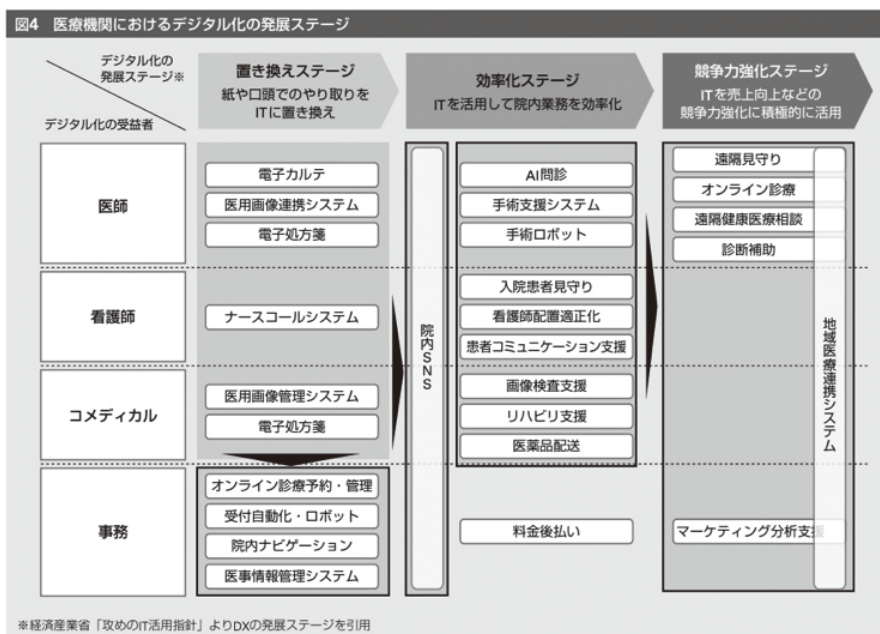 図4 医療機関におけるデジタル化の発展ステージ
デジタル化の
発展ステージ※
デジタル化の受益者
置き換えステージ
紙や口頭でのやり取りを
ITに置き換え
効率化ステージ
ITを活用して院内業務を効率化
競争力強化ステージ
ITを売上向上などの
競争力強化に積極的に活用
医師
電子カルテ
医用画像連携システム
電子処方箋
AI問診
手術支援システム
手術ロボット
遠隔見守り
オンライン診療
遠隔健康医療相談
診断補助
看護師
ナースコールシステム
入院患者見守り
看護師配置適正化
患者コミュニケーション支援
コメディカル
医用画像管理システム
電子処方箋
画像検査支援
リハビリ支援
医薬品配送
事務
オンライン診療予約・管理
受付自動化・ロボット
院内ナビゲーション
医事情報管理システム
料金後払い
マーケティング分析支援
院内SNS
地域医療連携システム
※経済産業省「攻めのIT活用指針」よりDXの発展ステージを引用